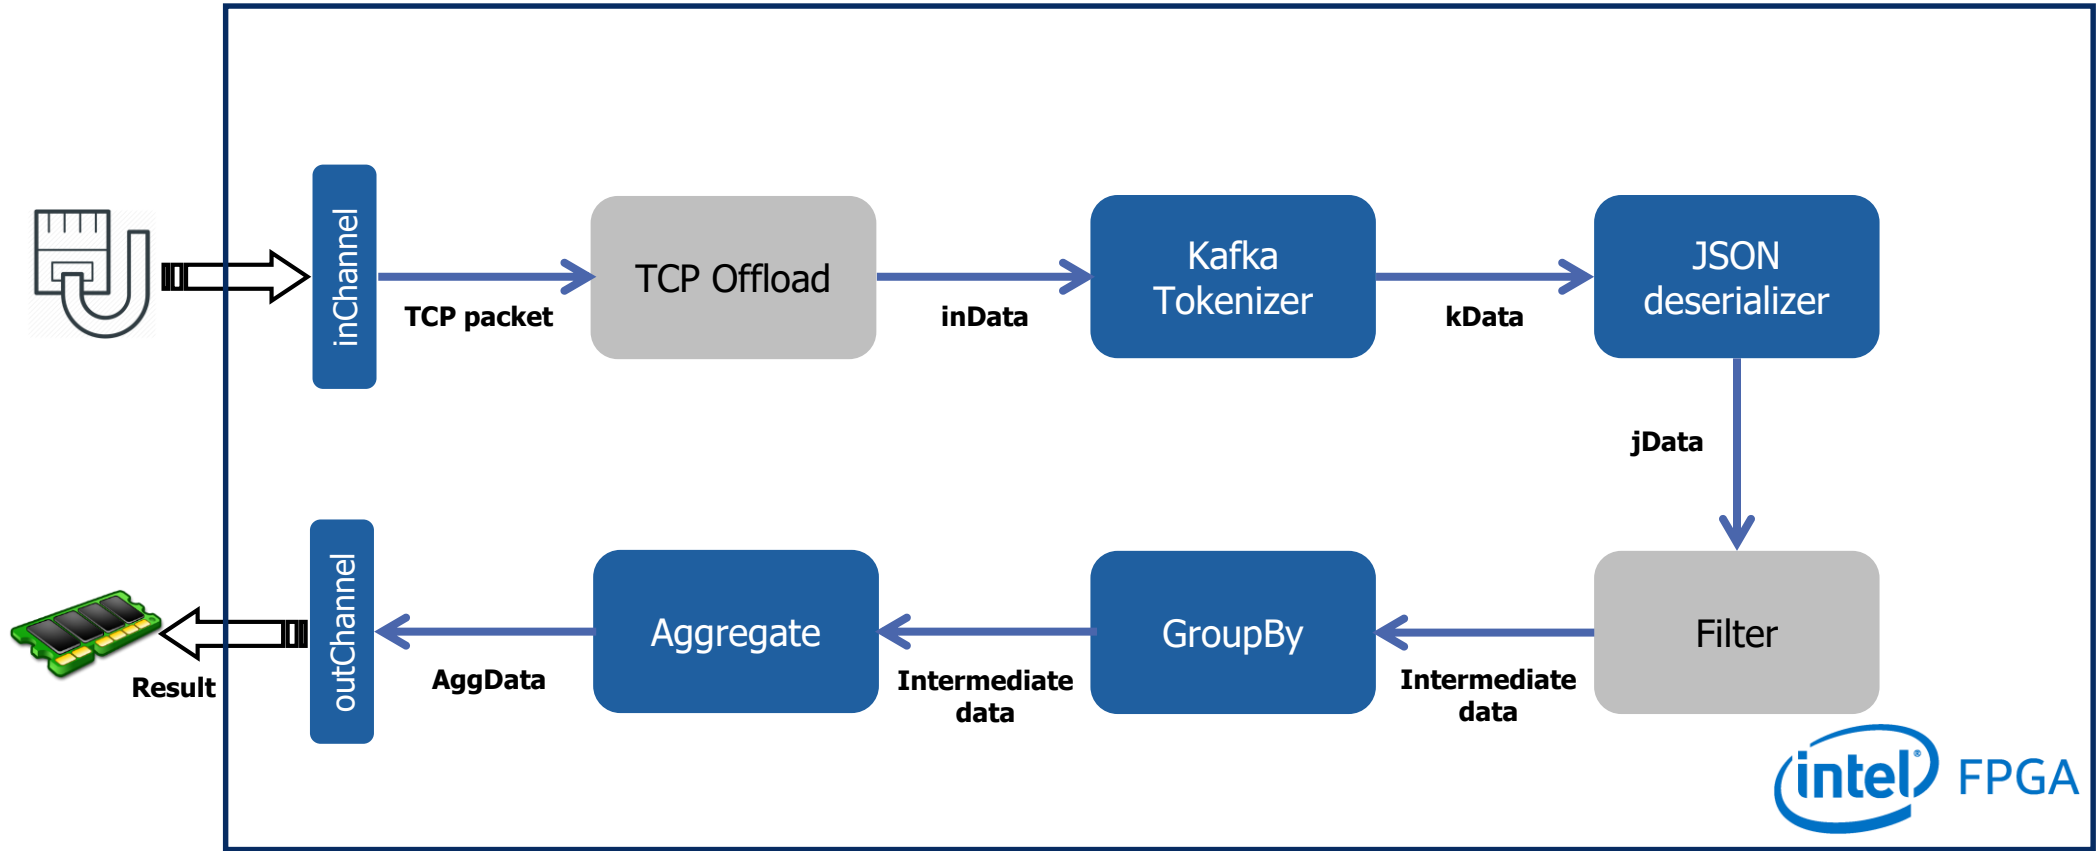 inChannel
TCP packet
TCP Offload
inData
Kafka
Tokenizer
kData
JSON
deserializer
jData
Filter
Intermediate
data
GroupBy
Intermediate
data
Aggregate
AggData
outChannel
Result
intel® FPGA